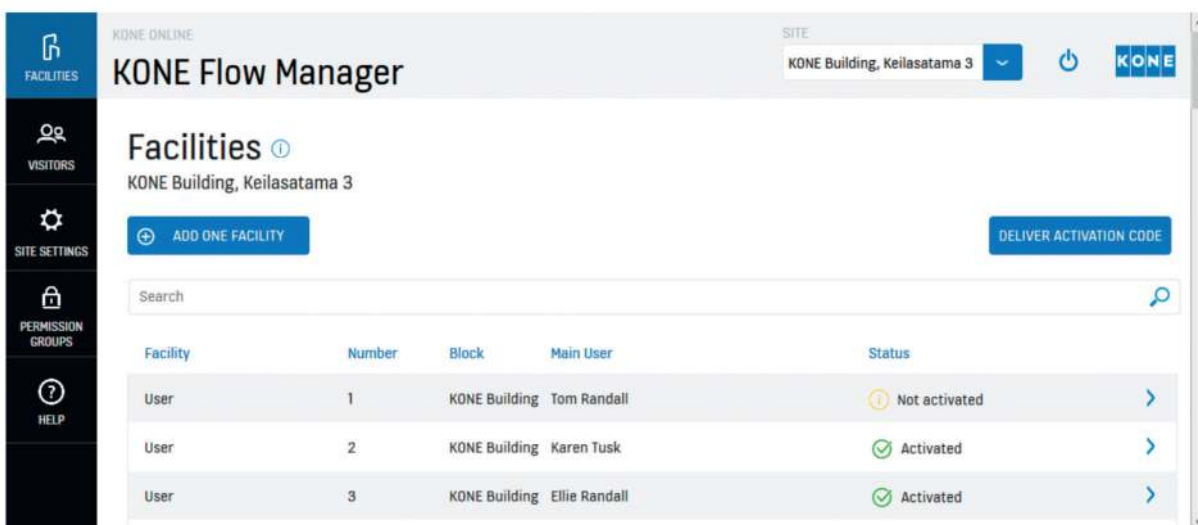 FACILITIES
VISITORS
SITE SETTINGS
PERMISSION
GROUPS
HELP
KONE ONLINE
KONE Flow Manager
SITE
KONE Building, Keilasatama 3
KONE
Facilities
KONE Building, Keilasatama 3
ADD ONE FACILITY
DELIVER ACTIVATION CODE
Search
Facility Number Block Main User Status
User 1 KONE Building Tom Randall Not activated
User 2 KONE Building Karen Tusk Activated
User 3 KONE Building Ellie Randall Activated